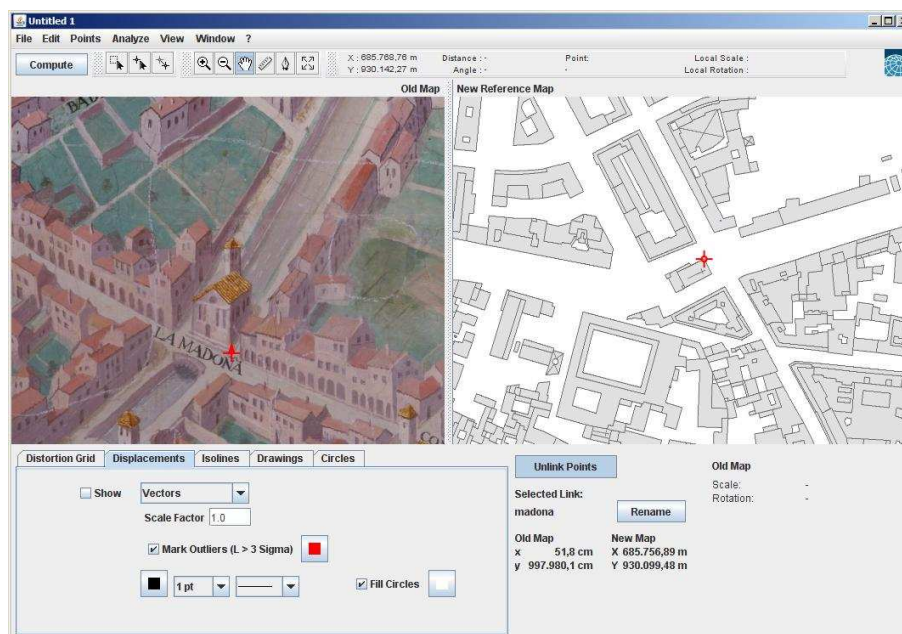 Untitled 1
File Edit Points Analyze View Window ?
Compute
X : 685.768,76 m Distance : - Point: Local Scale :
Y : 930.142,27 m Angle : - - Local Rotation :
Old Map New Reference Map
BAD
LA MADONA
CO
Distortion Grid Displacements Isolines Drawings Circles
Show Vectors
Scale Factor 1.0
Mark Outliers (L > 3 Sigma)
1 pt Fill Circles
Unlink Points
Selected Link:
madona Rename
Old Map New Map
x 51,8 cm X 685.756,89 m
y 997.980,1 cm Y 930.099,48 m
Old Map
Scale: -
Rotation: -